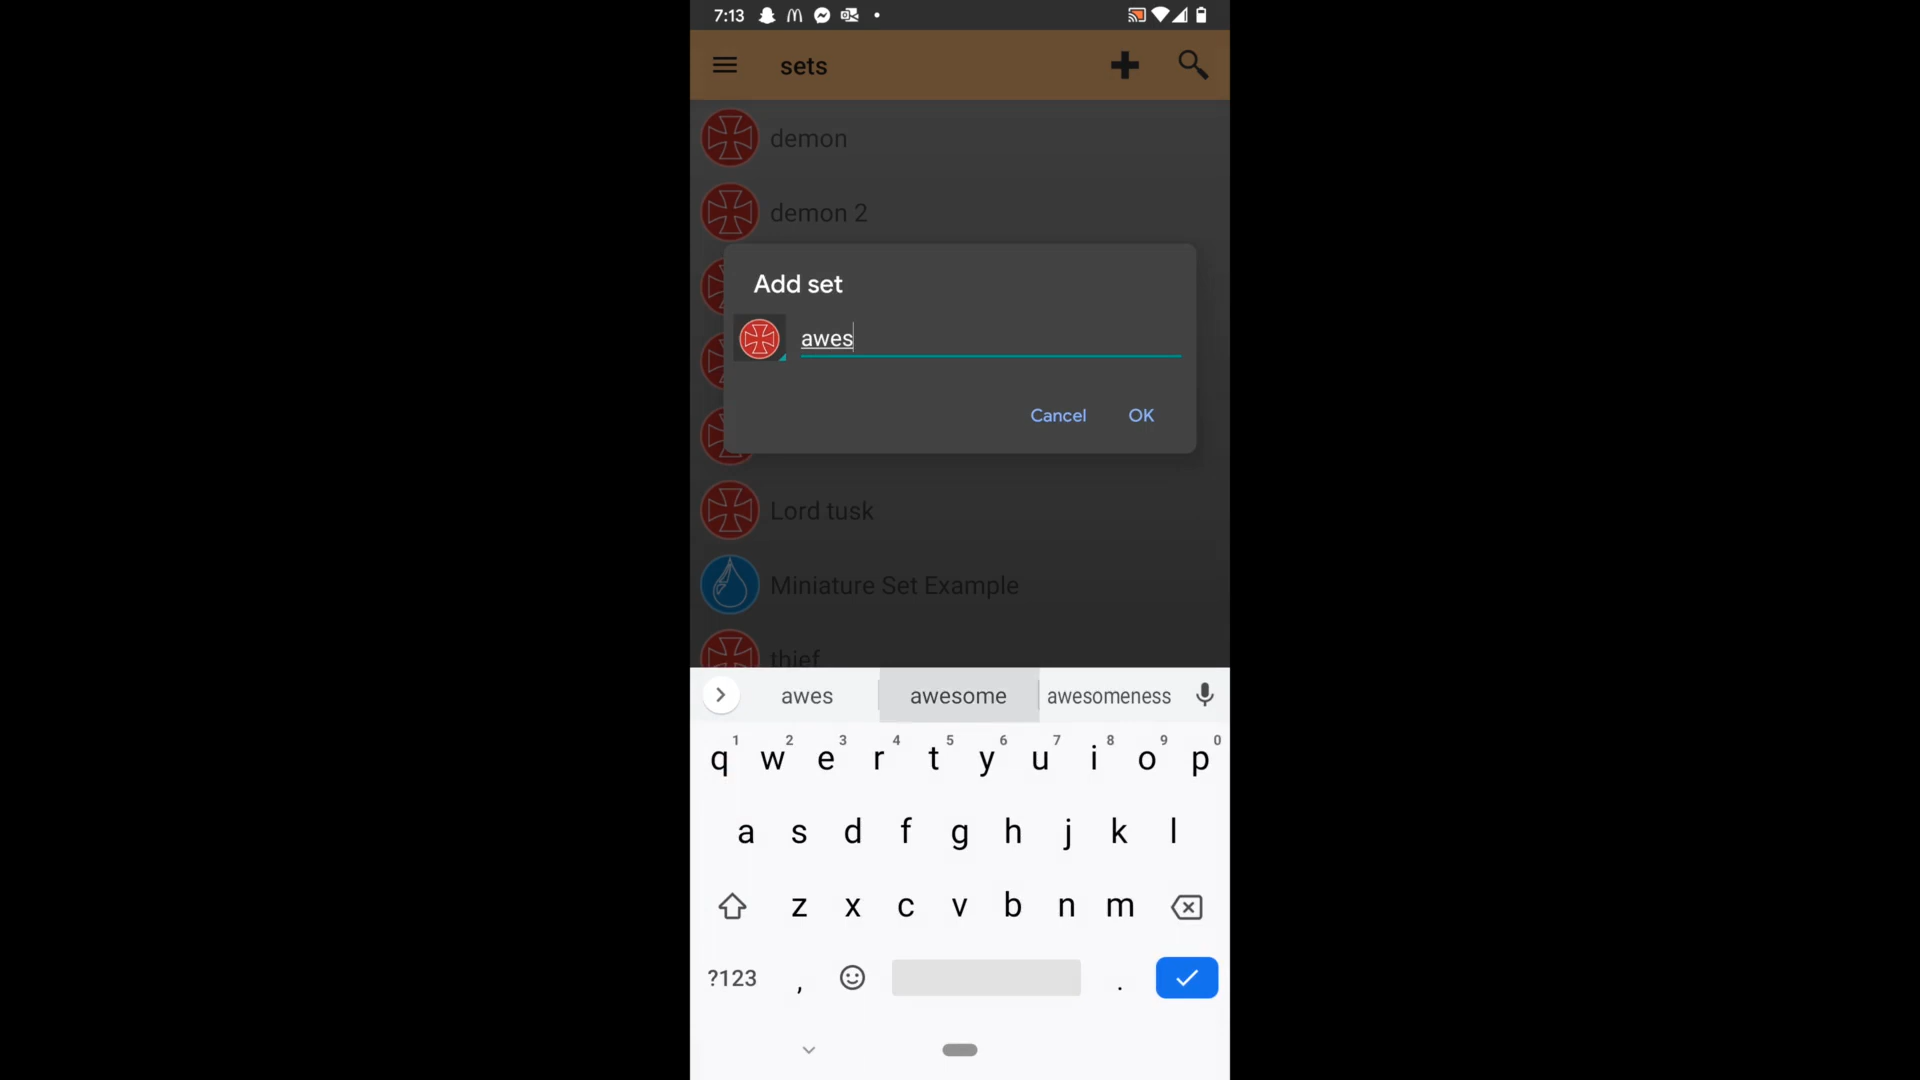 7:13
sets
demon
demon 2
Add set
awes
Cancel OK
Lord tusk
Miniature Set Example
thief
awes awesome awesomeness
1 2 3 4 5 6 7 8 9 0
q w e r t y u i o p
a s d f g h j k l
z x c v b n m
?123 , .